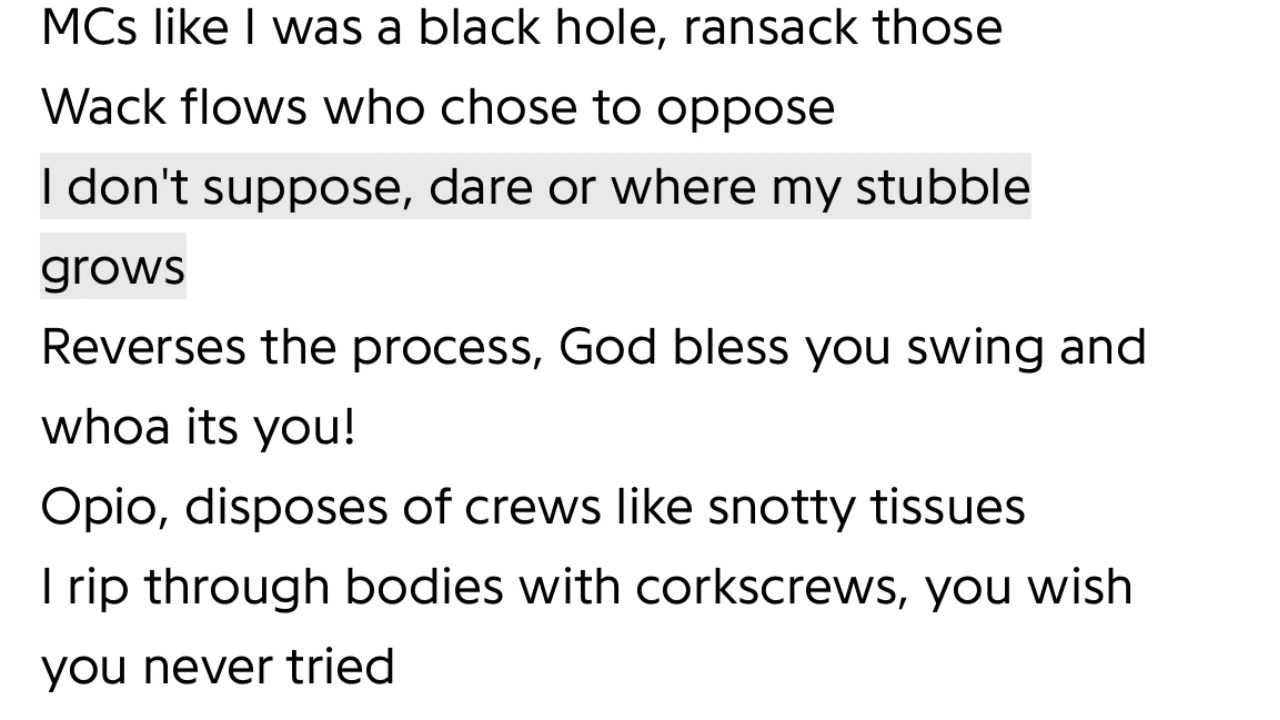 MCs like I was a black hole, ransack those
Wack flows who chose to oppose
I don't suppose, dare or where my stubble
grows
Reverses the process, God bless you swing and
whoa its you!
Opio, disposes of crews like snotty tissues
I rip through bodies with corkscrews, you wish
you never tried